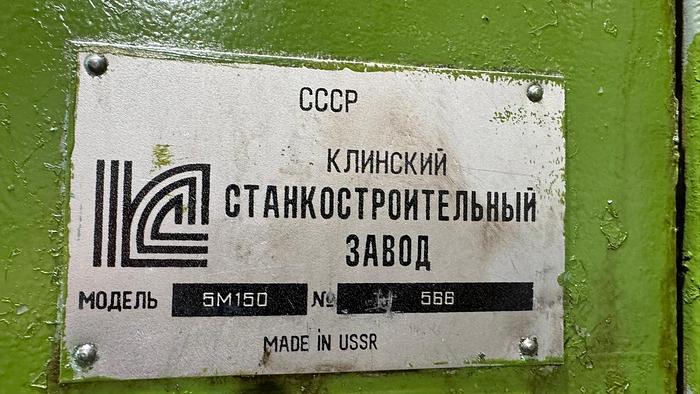 СССР
КЛИНСКИЙ
СТАНКОСТРОИТЕЛЬНЫЙ
ЗАВОД
МОДЕЛЬ 5М150 № 566
MADE iN USSR